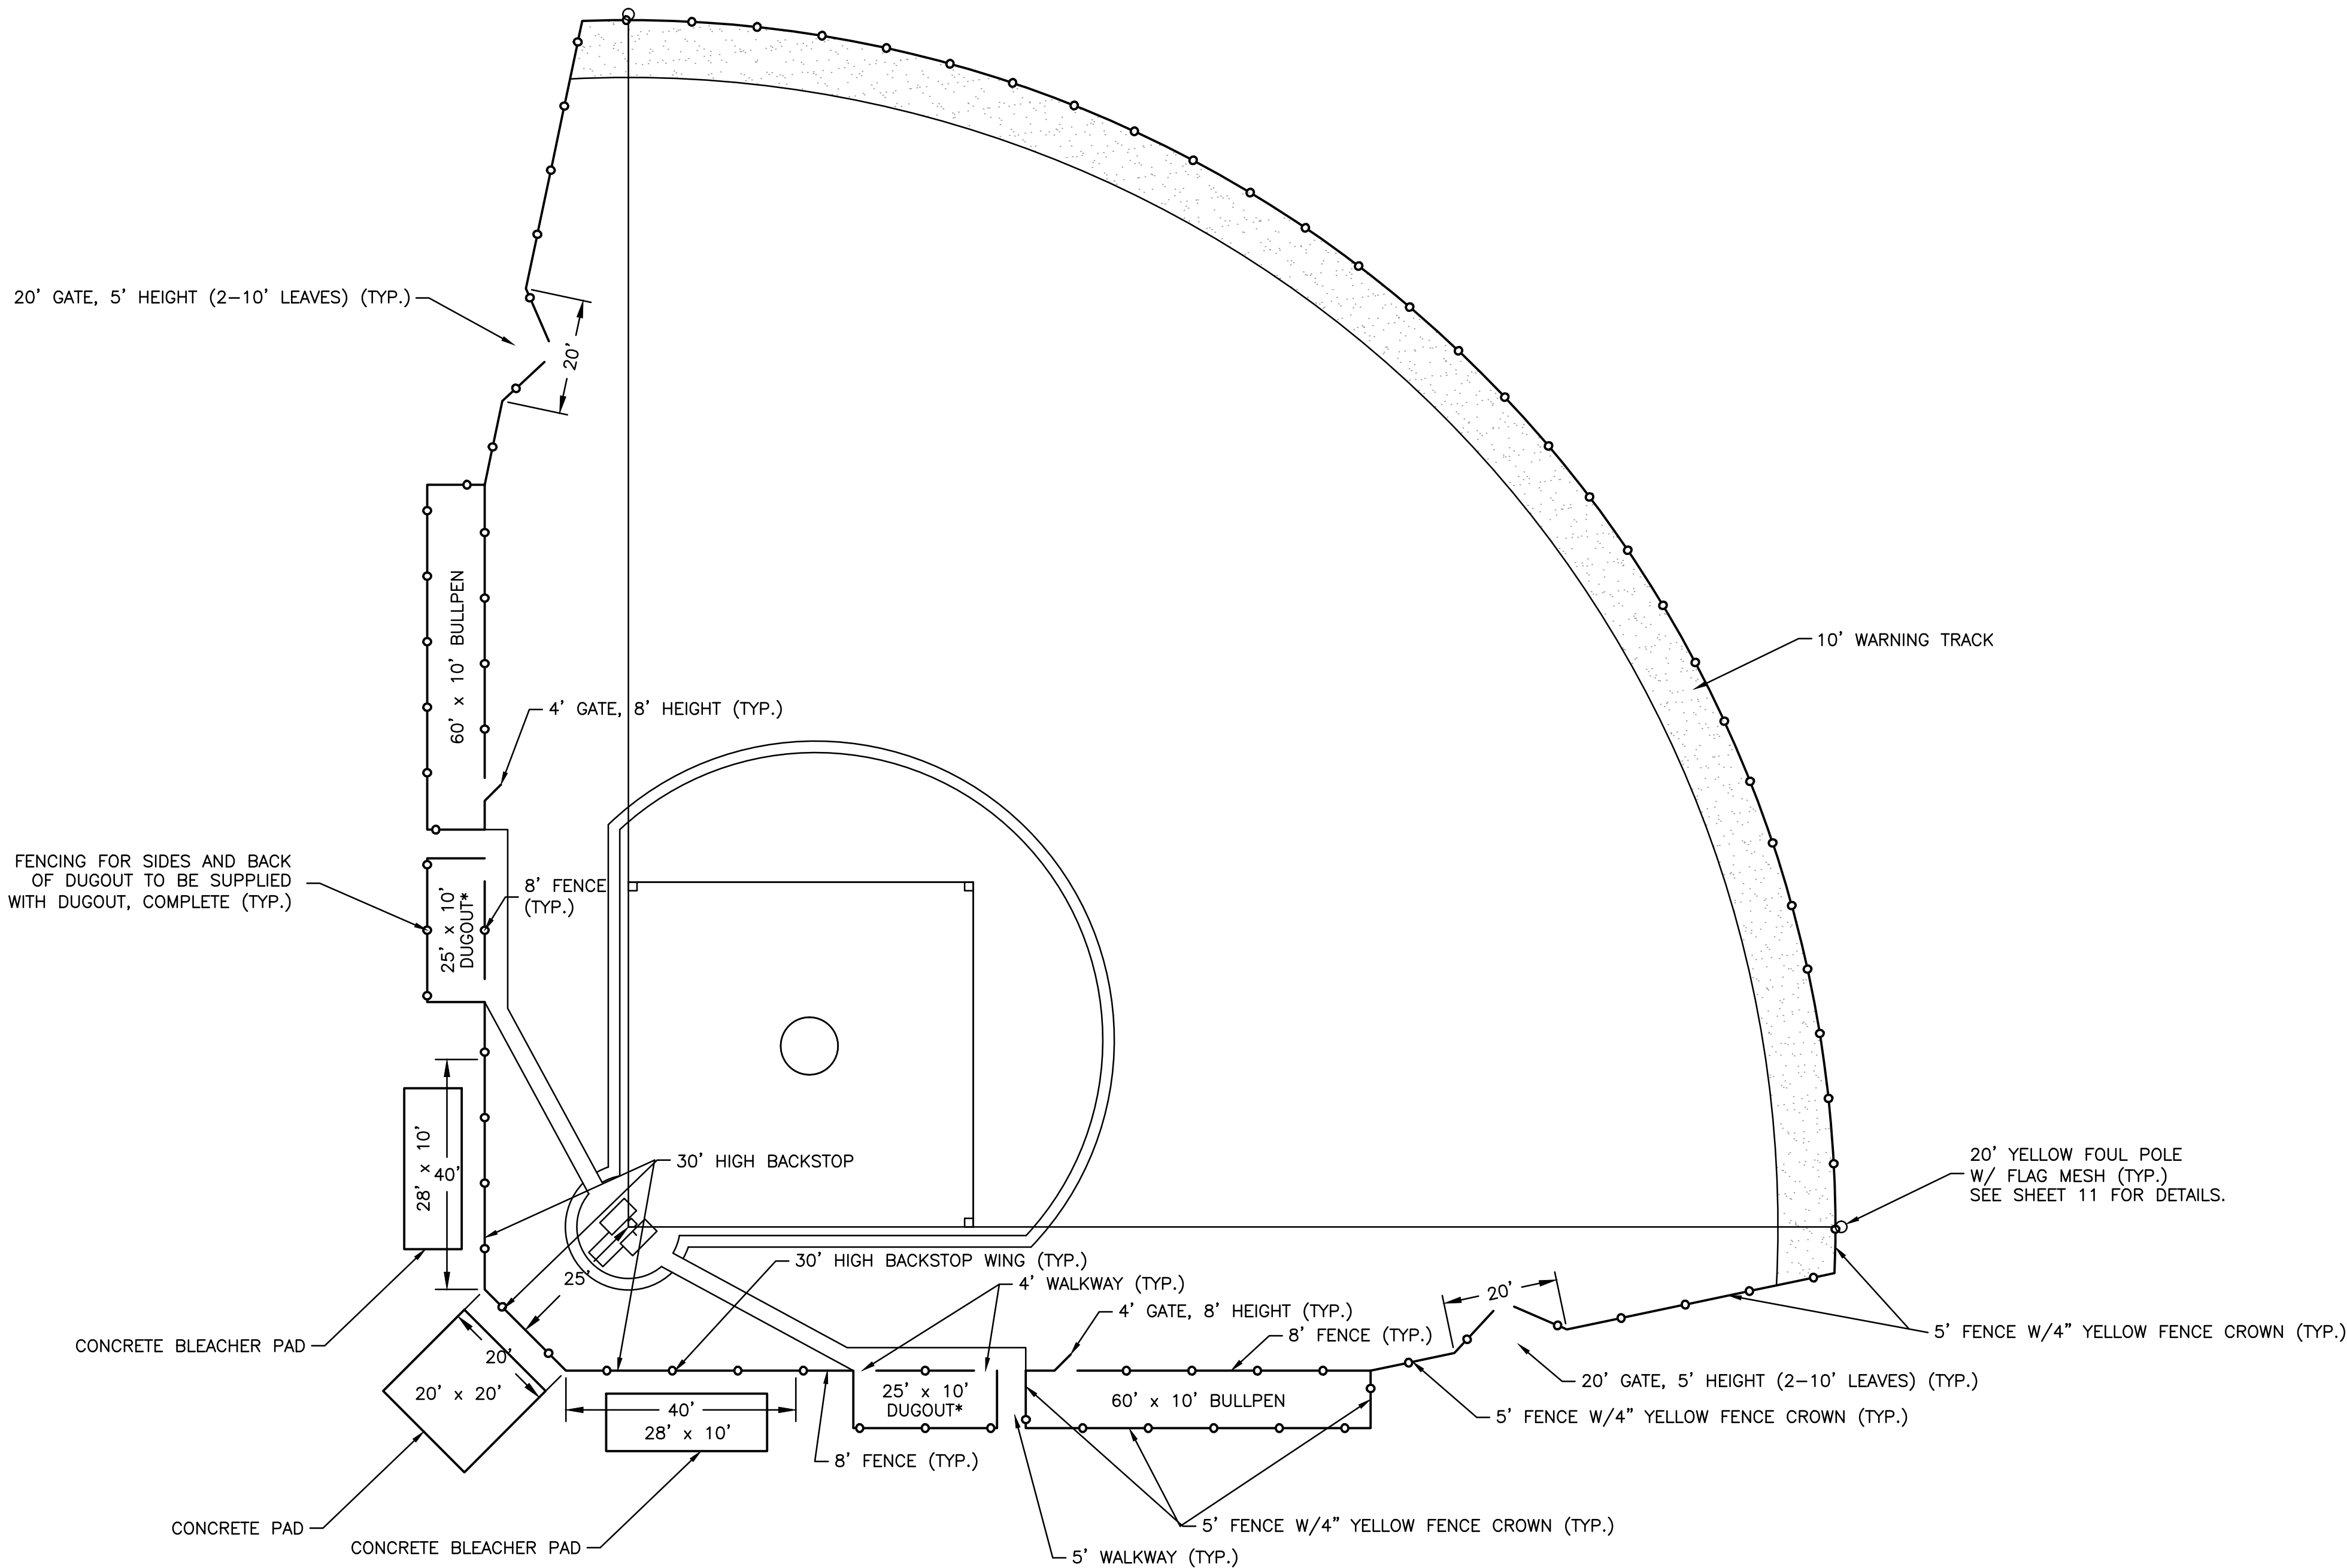 20' GATE, 5' HEIGHT (2-10' LEAVES) (TYP.)
20'
10' WARNING TRACK
60' x 10' BULLPEN
4' GATE, 8' HEIGHT (TYP.)
FENCING FOR SIDES AND BACK
OF DUGOUT TO BE SUPPLIED
WITH DUGOUT, COMPLETE (TYP.)
25' x 10'
DUGOUT*
8' FENCE
(TYP.)
28' x 10'
40'
30' HIGH BACKSTOP
20' YELLOW FOUL POLE
W/ FLAG MESH (TYP.)
SEE SHEET 11 FOR DETAILS.
30' HIGH BACKSTOP WING (TYP.)
25'
4' WALKWAY (TYP.)
20'
4' GATE, 8' HEIGHT (TYP.)
8' FENCE (TYP.)
5' FENCE W/4" YELLOW FENCE CROWN (TYP.)
CONCRETE BLEACHER PAD
20'
20' x 20'
20' GATE, 5' HEIGHT (2-10' LEAVES) (TYP.)
25' x 10'
DUGOUT*
60' x 10' BULLPEN
40'
28' x 10'
5' FENCE W/4" YELLOW FENCE CROWN (TYP.)
8' FENCE (TYP.)
CONCRETE PAD
5' FENCE W/4" YELLOW FENCE CROWN (TYP.)
CONCRETE BLEACHER PAD
5' WALKWAY (TYP.)